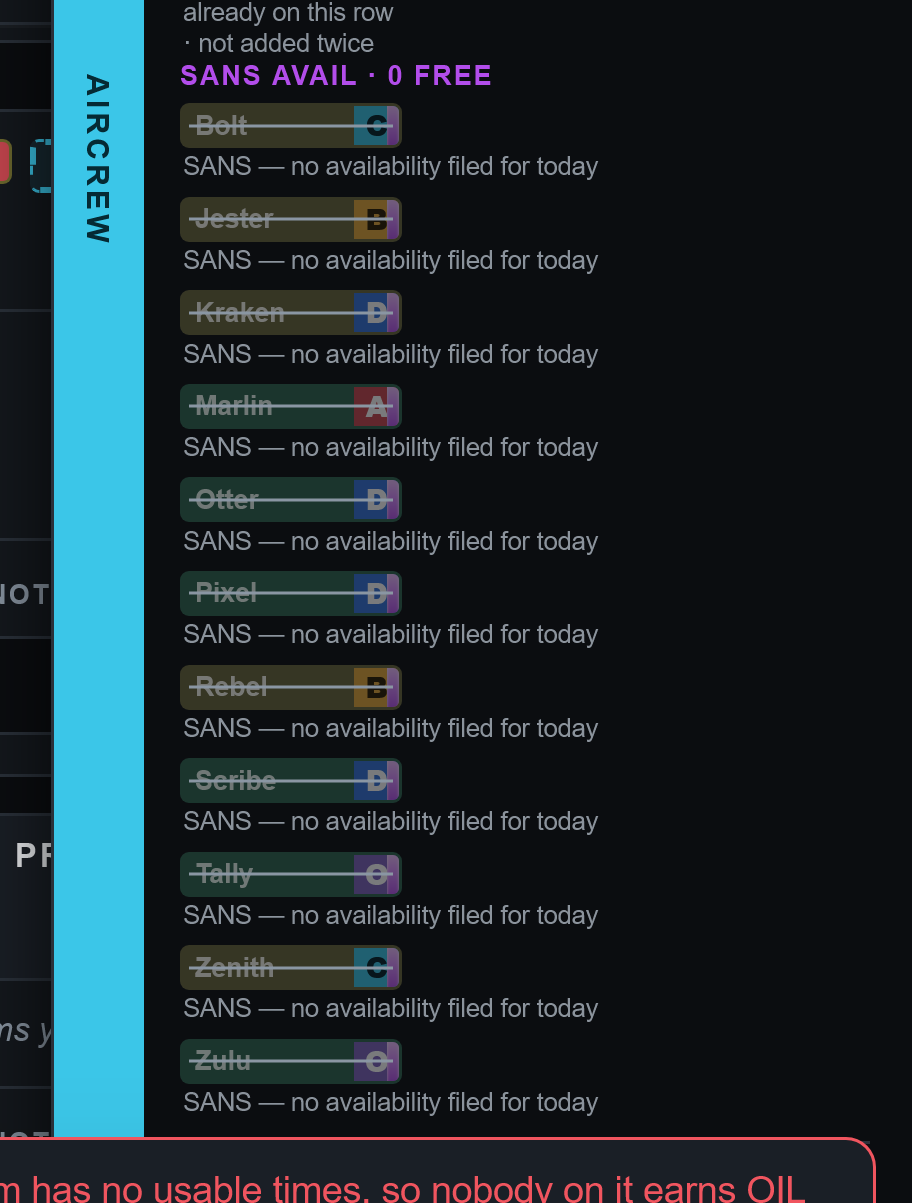 already on this row
· not added twice
SANS AVAIL · 0 FREE
AIRCREW
Bolt C
SANS — no availability filed for today
Jester B
SANS — no availability filed for today
Kraken D
SANS — no availability filed for today
Marlin A
SANS — no availability filed for today
Otter D
SANS — no availability filed for today
NOT
Pixel D
SANS — no availability filed for today
Rebel B
SANS — no availability filed for today
Scribe D
SANS — no availability filed for today
PR
Tally O
SANS — no availability filed for today
Zenith C
SANS — no availability filed for today
ms y
Zulu O
SANS — no availability filed for today
NOT
m has no usable times, so nobody on it earns OIL